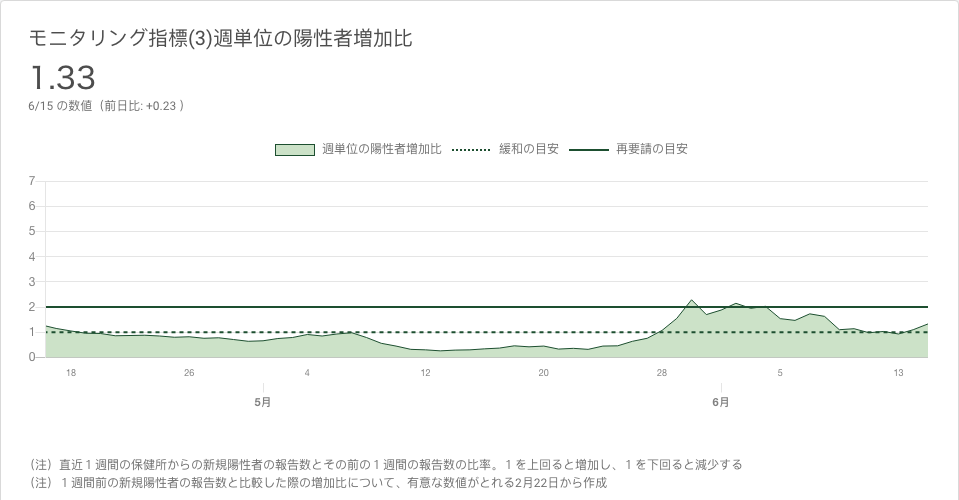 モニタリング指標(3)週単位の陽性者増加比
1.33
6/15 の数値（前日比: +0.23 ）
週単位の陽性者増加比 緩和の目安 再要請の目安
7
6
5
4
3
2
1
0
18 26 4 12 20 28 5 13
5月 6月
（注）直近１週間の保健所からの新規陽性者の報告数とその前の１週間の報告数の比率。１を上回ると増加し、１を下回ると減少する
（注）１週間前の新規陽性者の報告数と比較した際の増加比について、有意な数値がとれる2月22日から作成